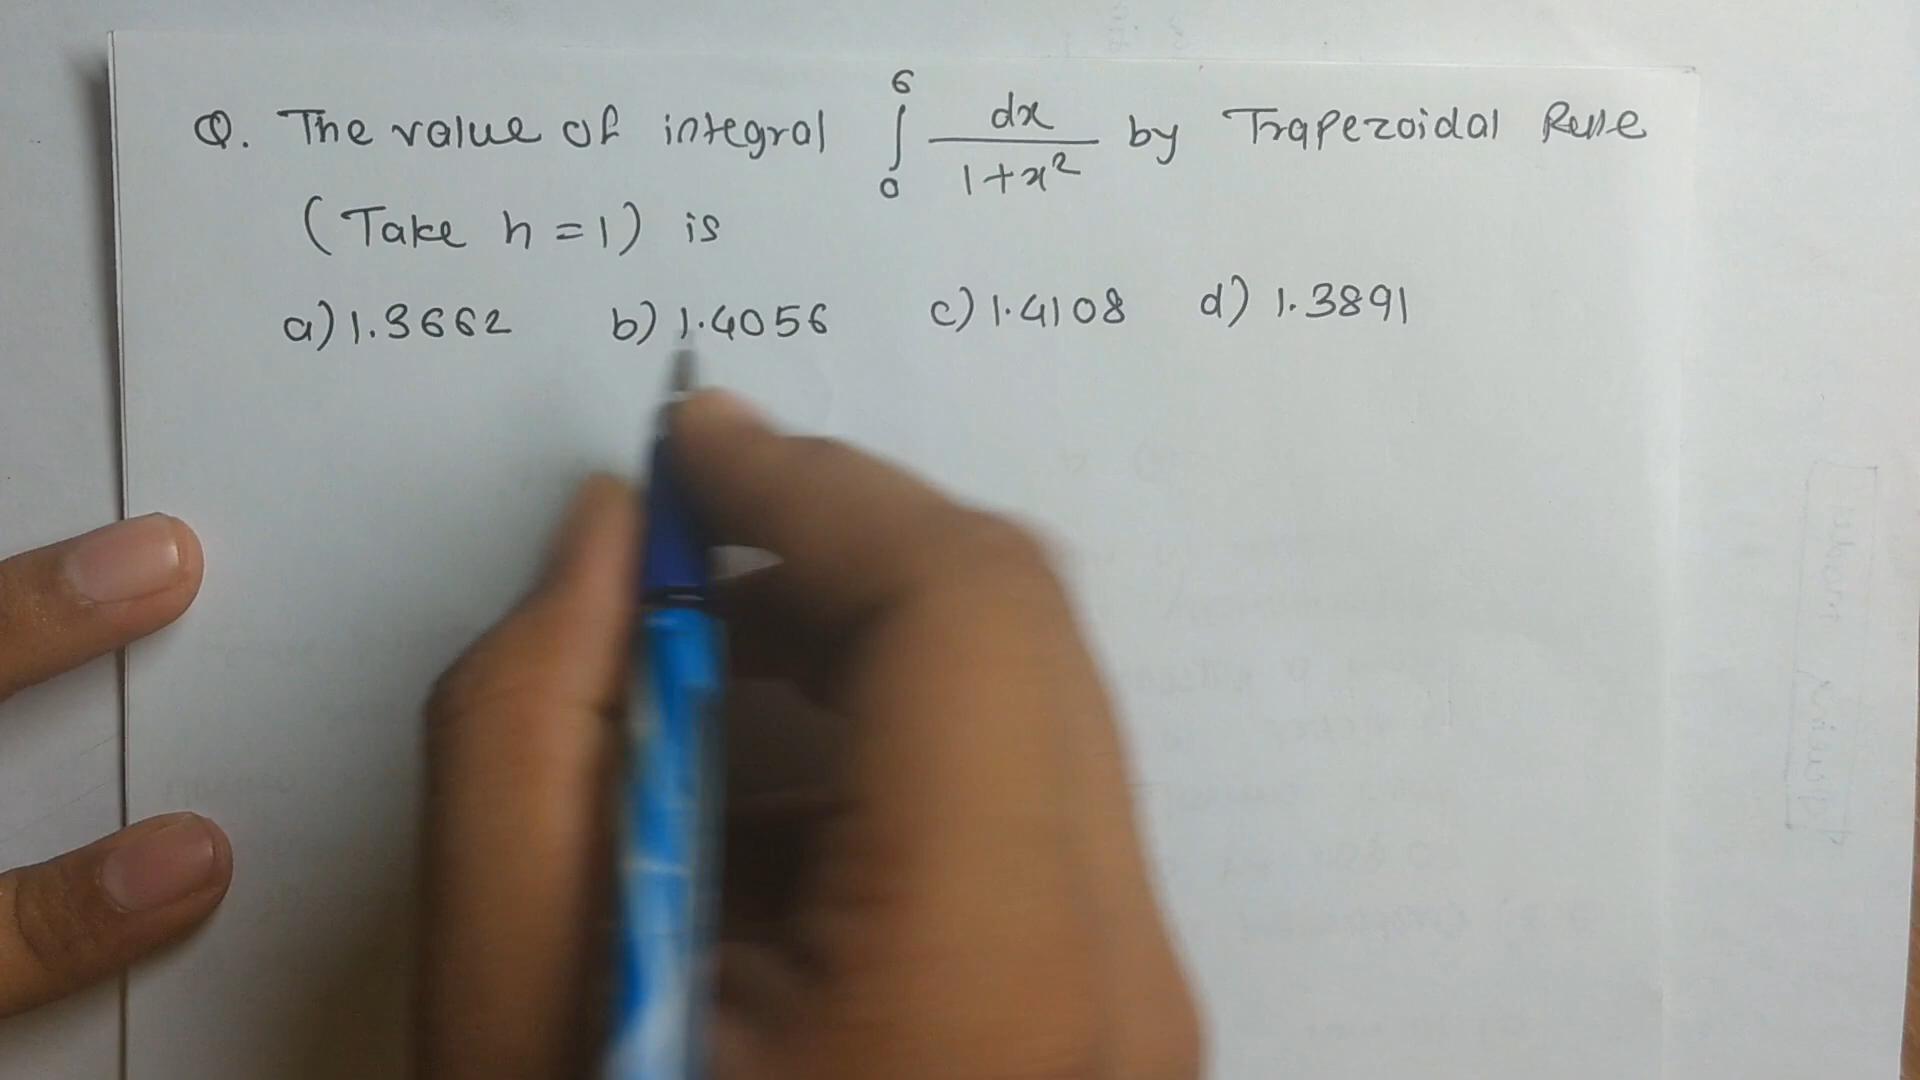 Q. The value of integral ∫₀⁶ dx/(1+x²) by Trapezoidal Rule
(Take h=1) is
a) 1.3662 b) 1.4056 c) 1.4108 d) 1.3891